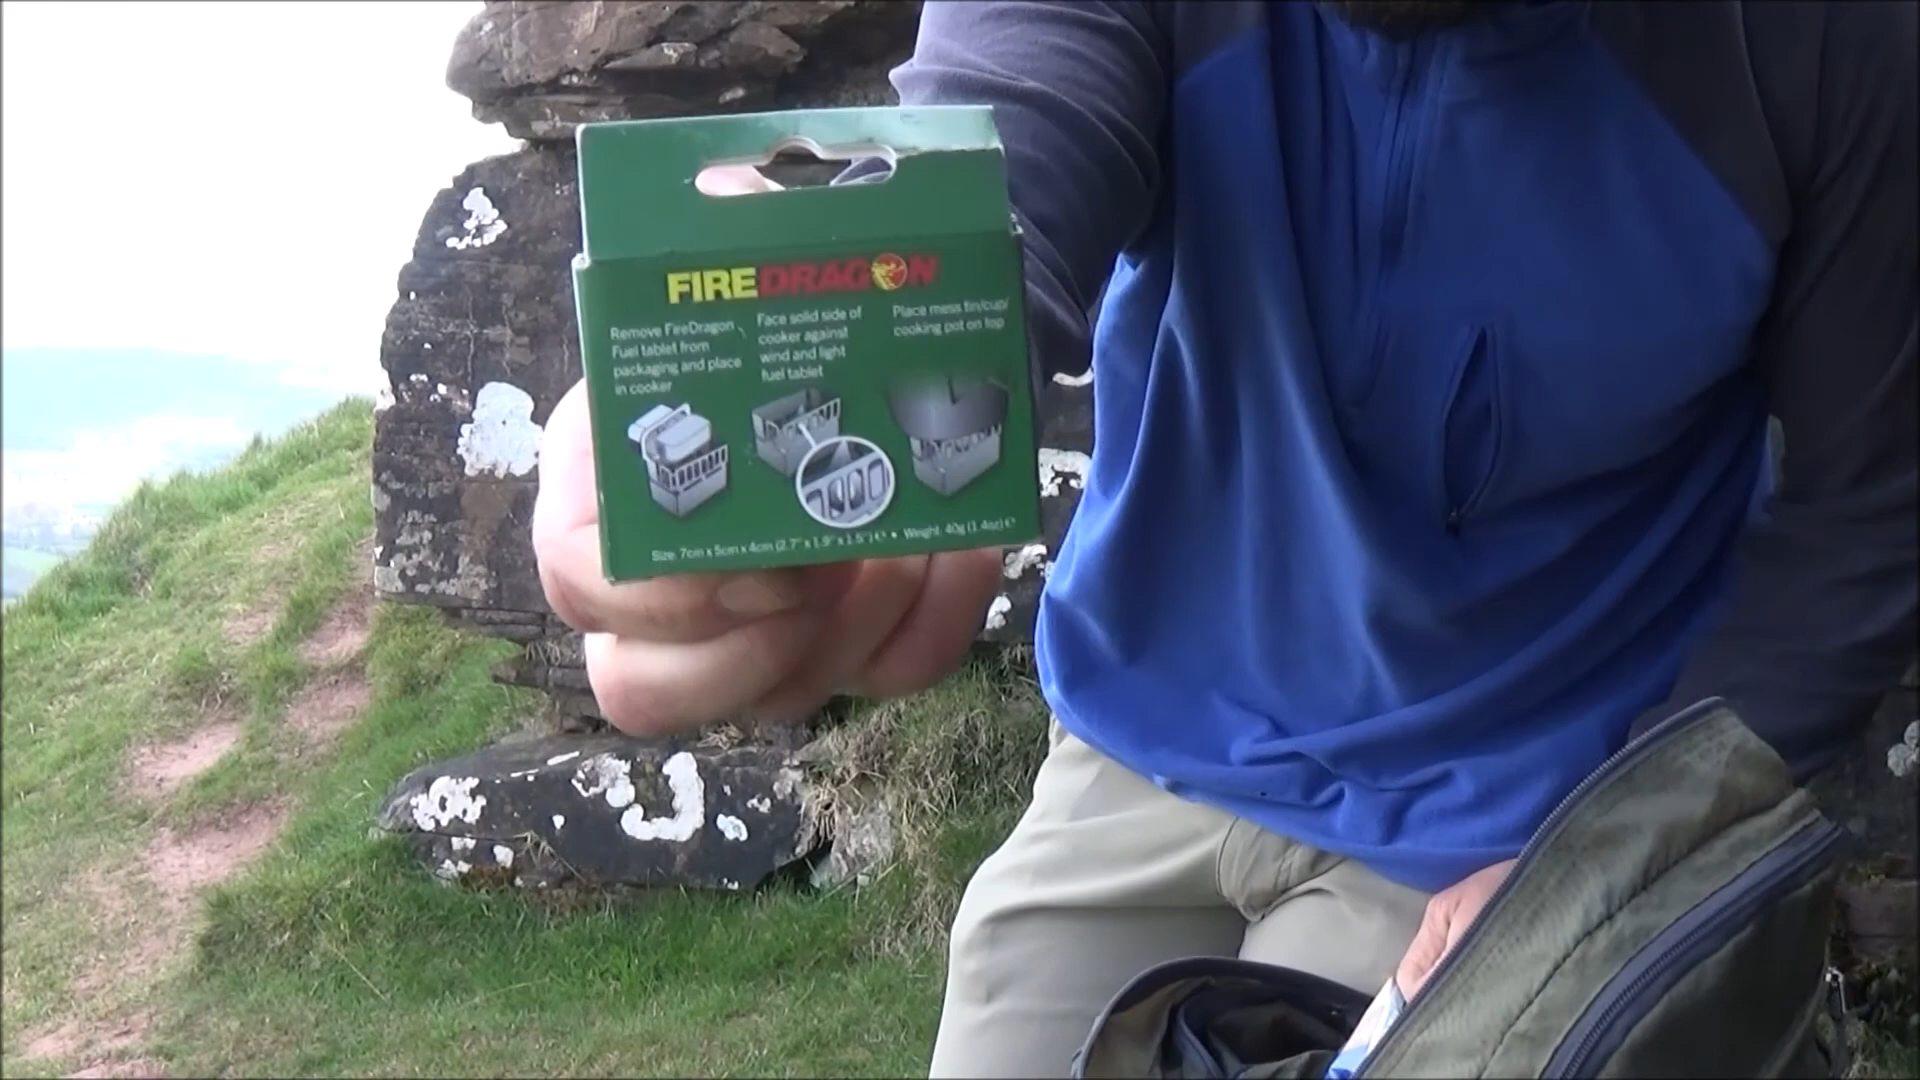 FIREDRAGON
Remove FireDragon
Fuel tablet from
packaging and place
in cooker
Face solid side of
cooker against
wind and light
fuel tablet
Place mess tin/cup/
cooking pot on top
Size: 7cm x 5cm x 4cm (2.7" x 1.9" x 1.5") ℮ • Weight: 40g (1.4oz) ℮